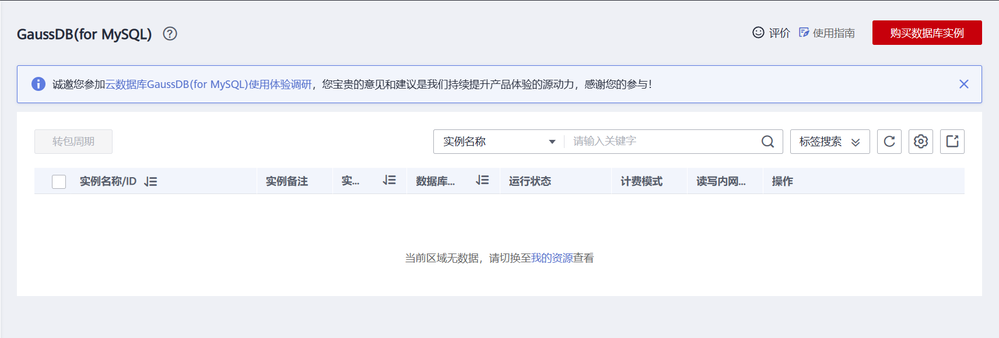 GaussDB(for MySQL)
评价 使用指南 购买数据库实例
诚邀您参加云数据库GaussDB(for MySQL)使用体验调研，您宝贵的意见和建议是我们持续提升产品体验的源动力，感谢您的参与！
转包周期 实例名称 请输入关键字 标签搜索
实例名称/ID 实例备注 实... 数据库... 运行状态 计费模式 读写内网... 操作
当前区域无数据，请切换至我的资源查看